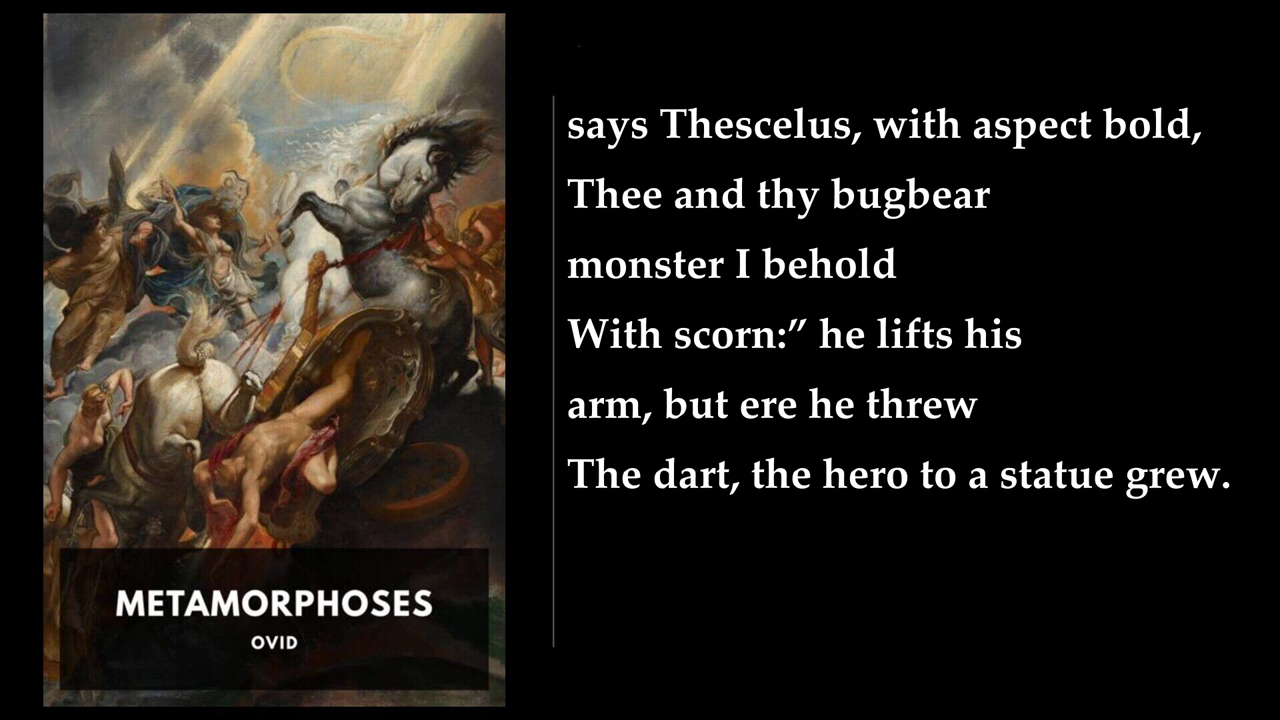 METAMORPHOSES
OVID
says Thescelus, with aspect bold,
Thee and thy bugbear
monster I behold
With scorn:” he lifts his
arm, but ere he threw
The dart, the hero to a statue grew.